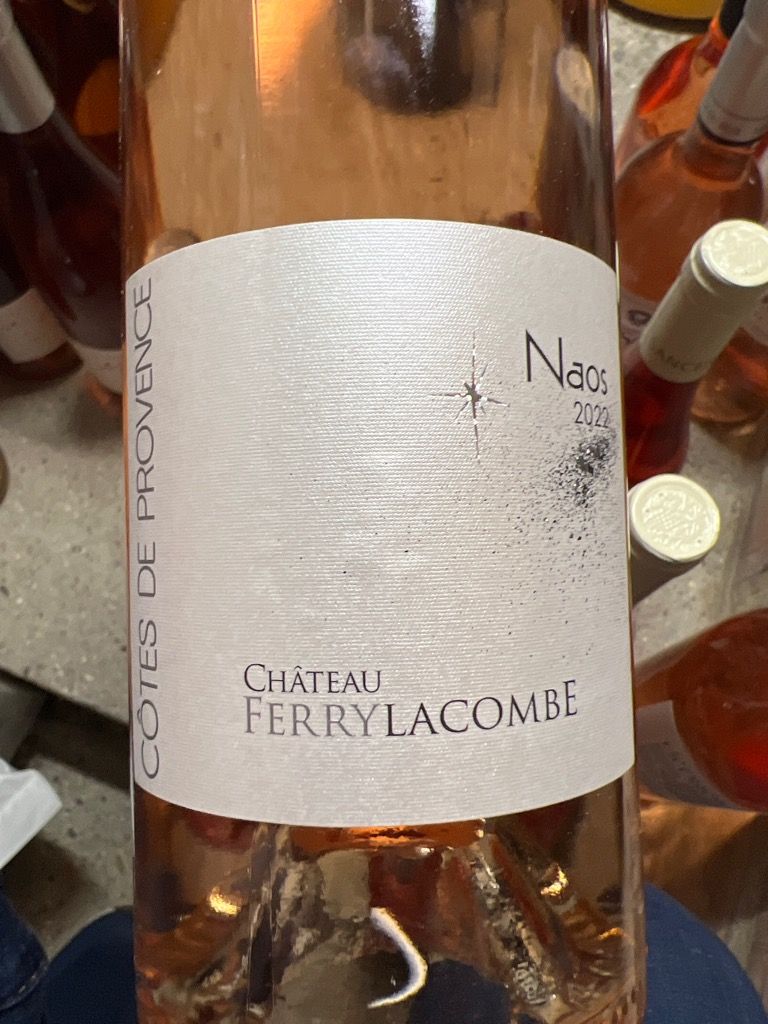 CÔTES DE PROVENCE
Naos
2022
CHÂTEAU
FERRYLACOMBE